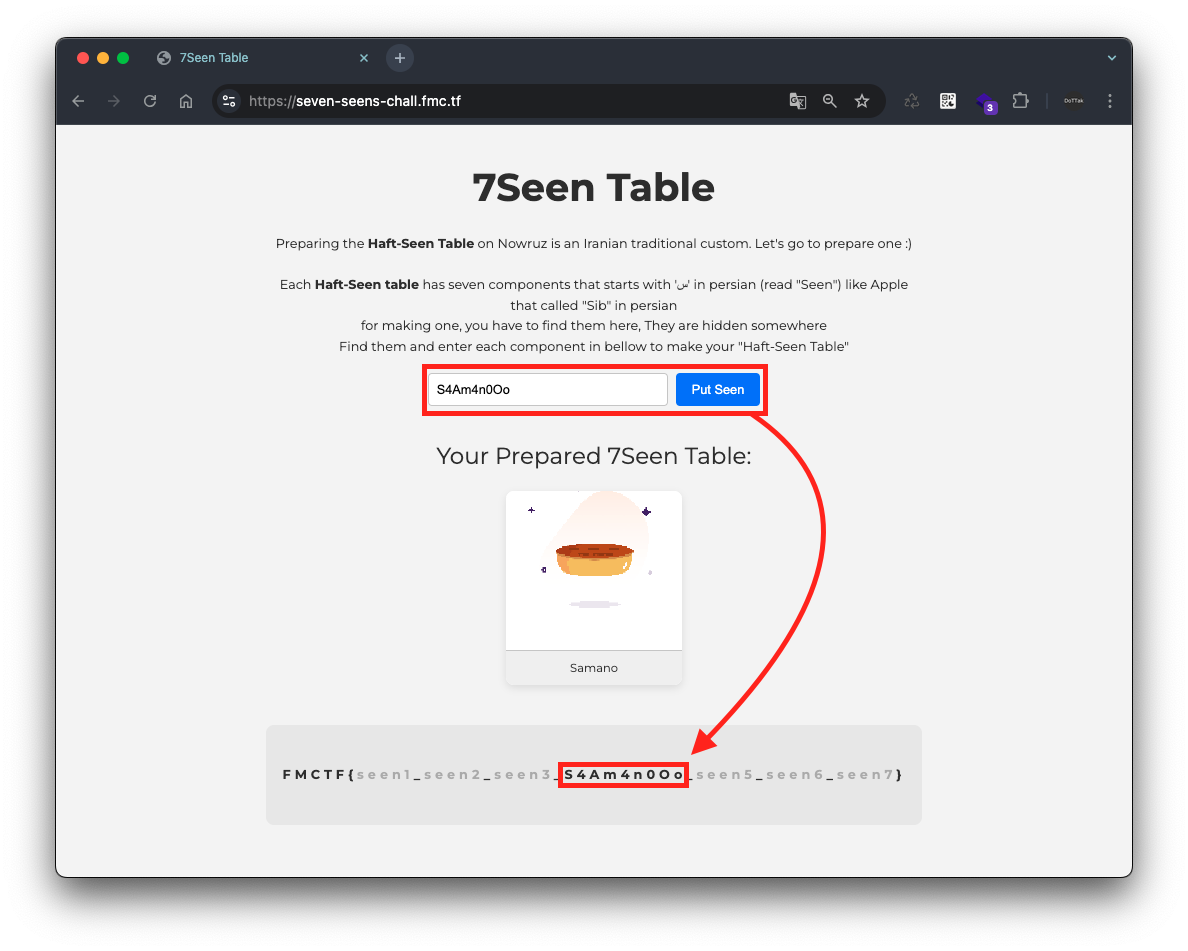 7Seen Table
https://seven-seens-chall.fmc.tf
3
DoTTak
7Seen Table
Preparing the Haft-Seen Table on Nowruz is an Iranian traditional custom. Let's go to prepare one :)
Each Haft-Seen table has seven components that starts with 'س' in persian (read "Seen") like Apple
that called "Sib" in persian
for making one, you have to find them here, They are hidden somewhere
Find them and enter each component in bellow to make your "Haft-Seen Table"
S4Am4n0Oo
Put Seen
Your Prepared 7Seen Table:
Samano
FMCTF{seen1_seen2_seen3_S4Am4n0Oo_seen5_seen6_seen7}